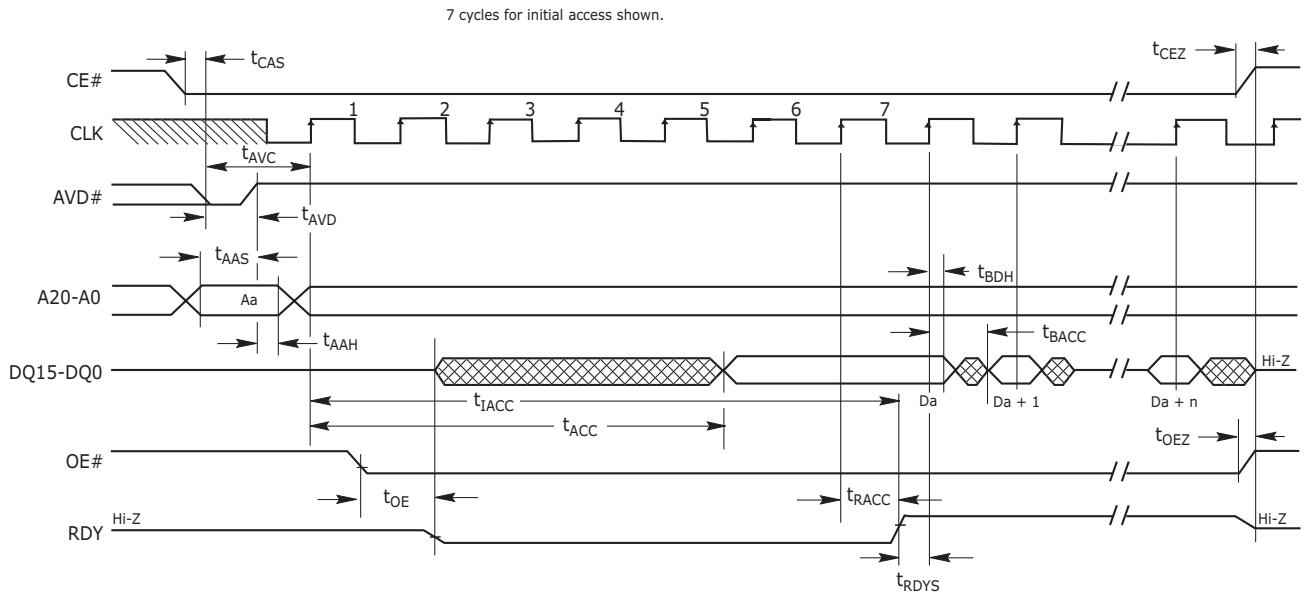 7 cycles for initial access shown.
tCAS
tCEZ
CE#
1 2 3 4 5 6 7
CLK
tAVC
AVD#
tAVD
tAAS
tBDH
A20-A0
Aa
tBACC
tAAH
DQ15-DQ0
Hi-Z
tIACC
Da
Da + 1
Da + n
tACC
tOEZ
OE#
tOE
tRACC
Hi-Z
RDY
Hi-Z
tRDYS